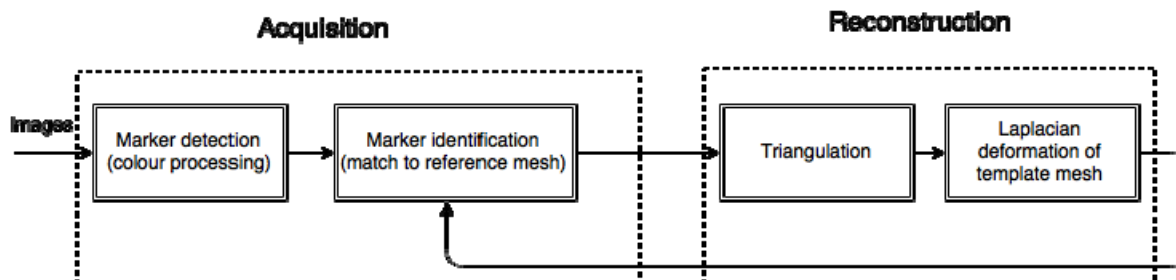 Acquisition
Reconstruction
Images
Marker detection
(colour processing)
Marker identification
(match to reference mesh)
Triangulation
Laplacian
deformation of
template mesh